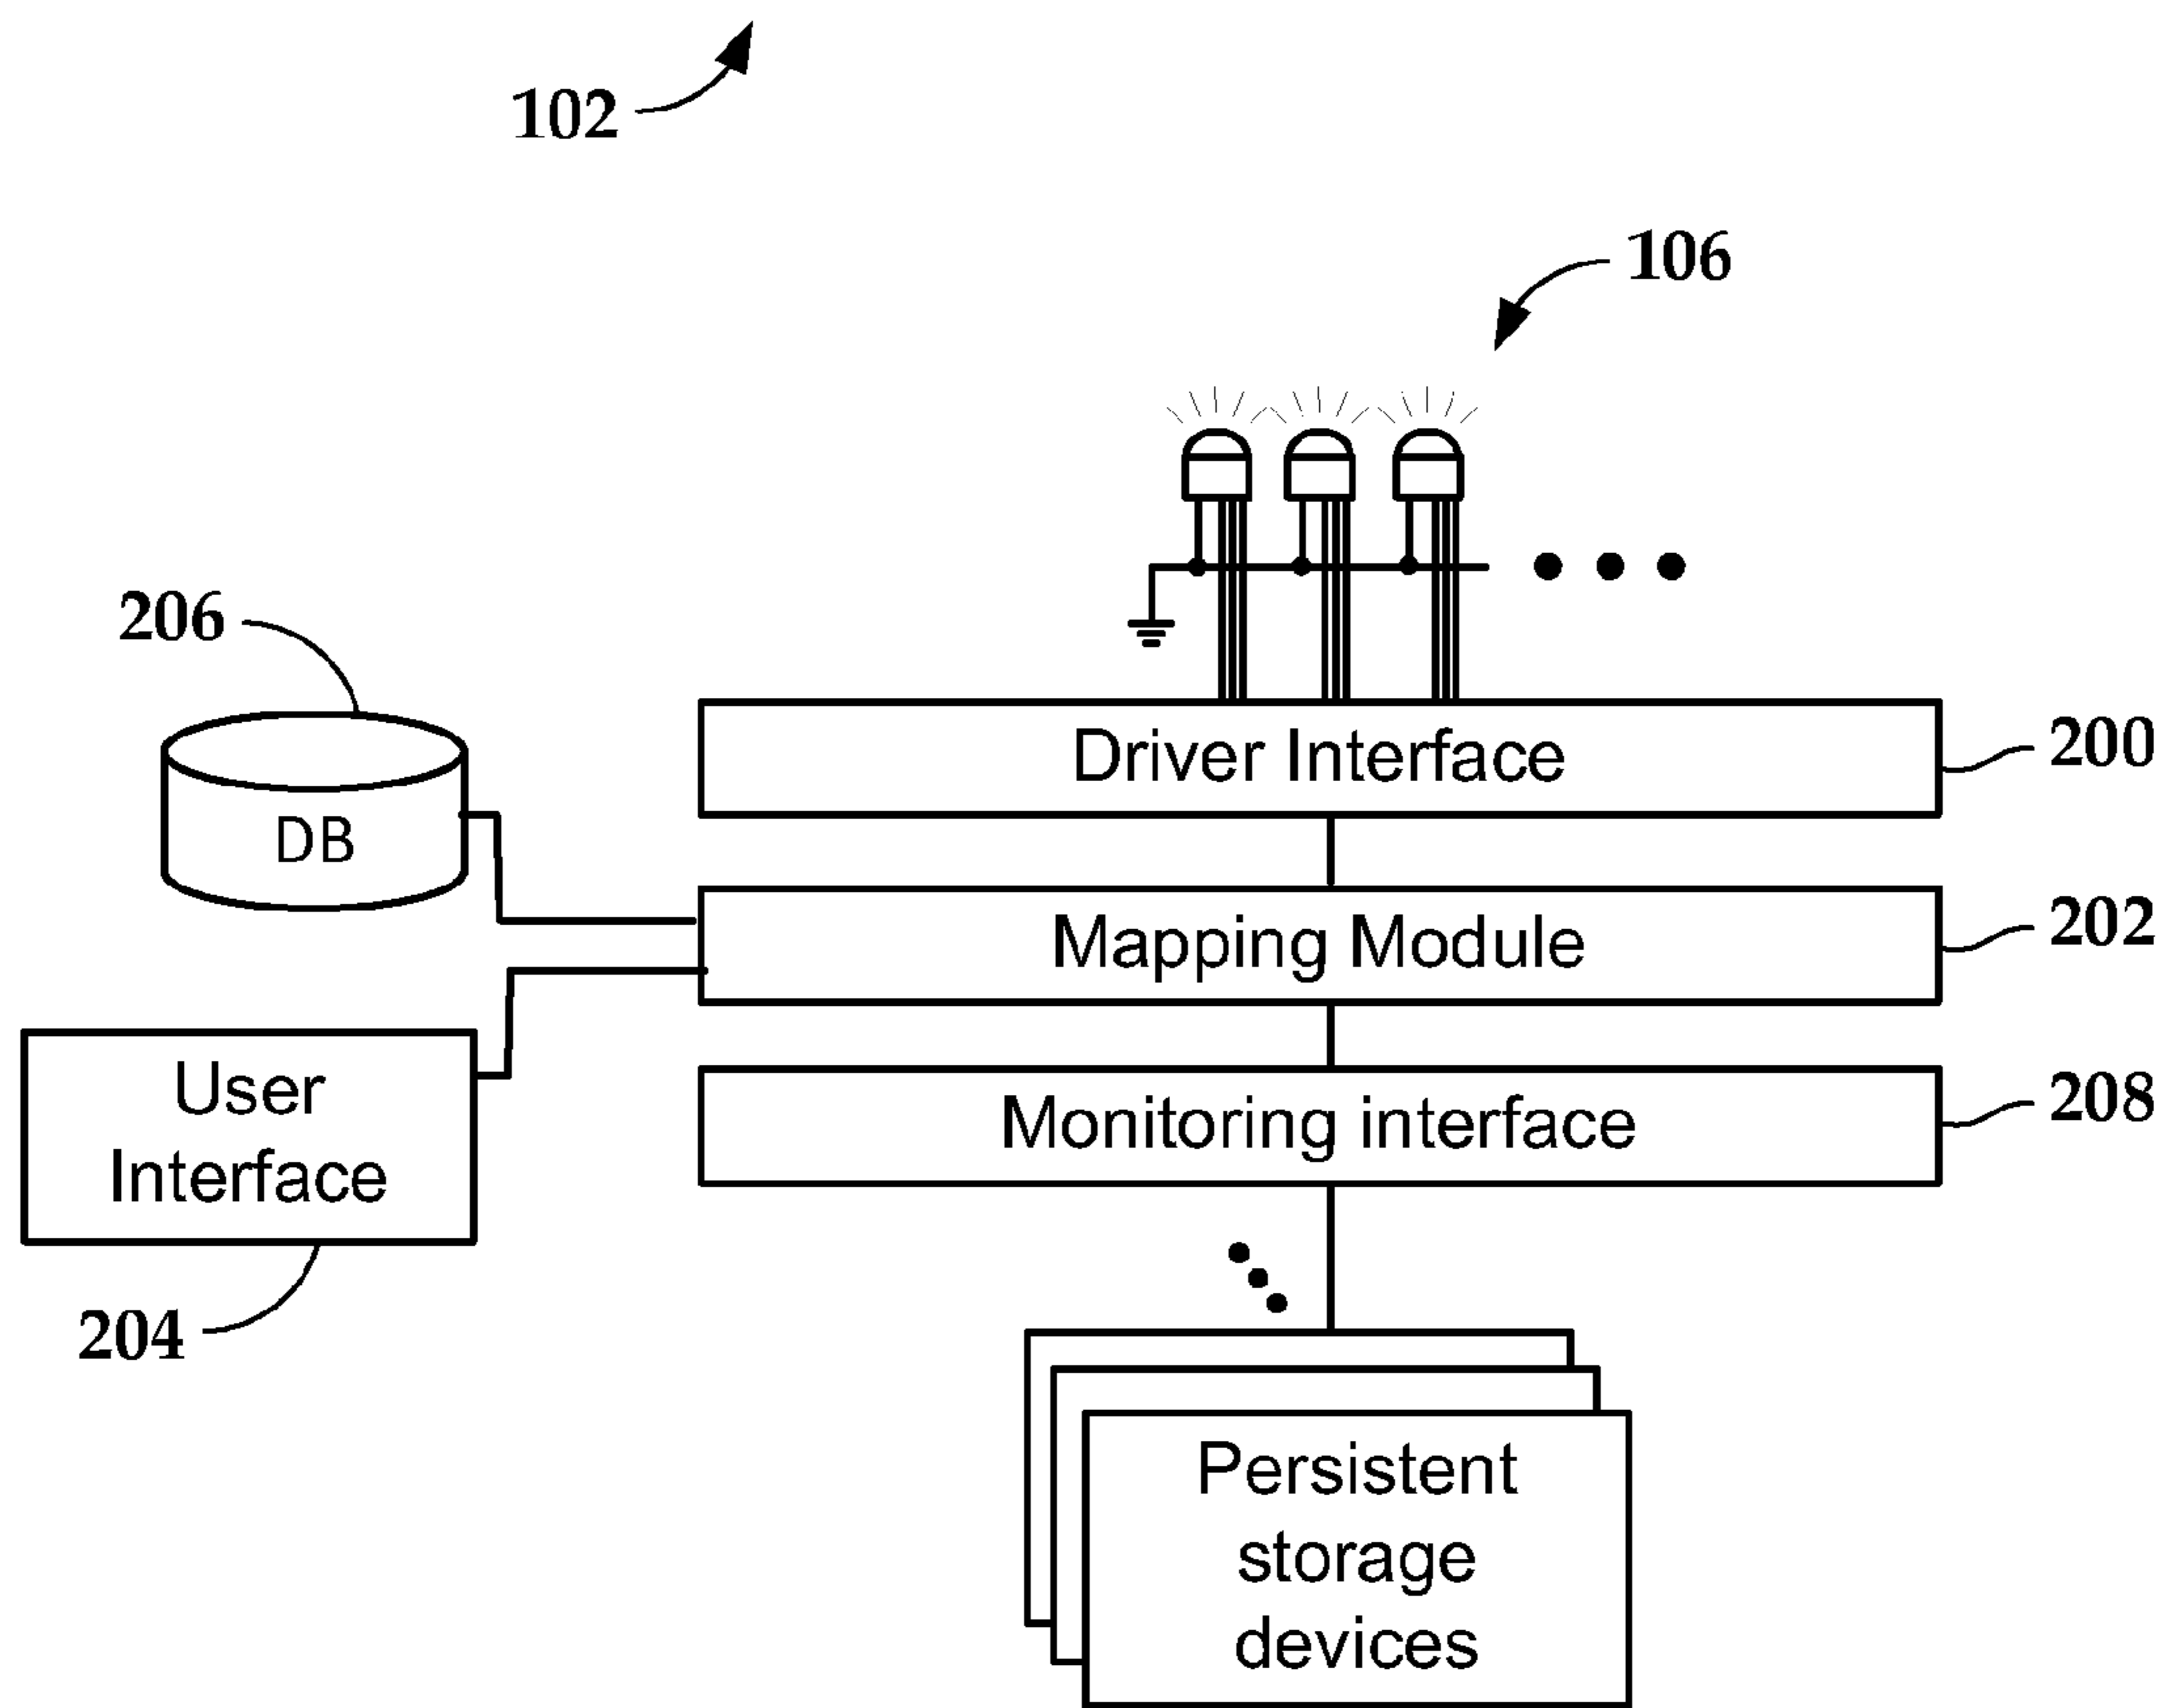 102
106
206
Driver Interface
200
DB
Mapping Module
202
User
Interface
Monitoring interface
208
204
Persistent
storage
devices